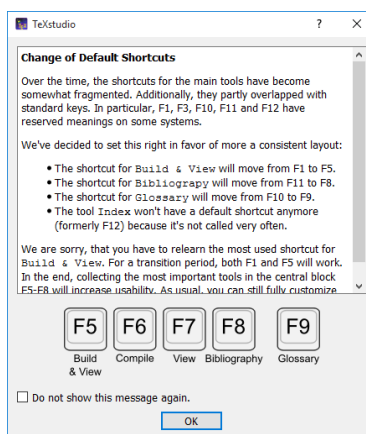 TeXstudio
Change of Default Shortcuts
Over the time, the shortcuts for the main tools have become
somewhat fragmented. Additionally, they partly overlapped with
standard keys. In particular, F1, F3, F10, F11 and F12 have
reserved meanings on some systems.
We've decided to set this right in favor of more a consistent layout:
• The shortcut for Build & View will move from F1 to F5.
• The shortcut for Bibliograpy will move from F11 to F8.
• The shortcut for Glossary will move from F10 to F9.
• The tool Index won't have a default shortcut anymore
(formerly F12) because it's not called very often.
We are sorry, that you have to relearn the most used shortcut for
Build & View. For a transition period, both F1 and F5 will work.
In the end, collecting the most important tools in the central block
F5-F8 will increase usability. As usual, you can still fully customize
F5 F6 F7 F8 F9
Build Compile View Bibliography Glossary
& View
Do not show this message again.
OK